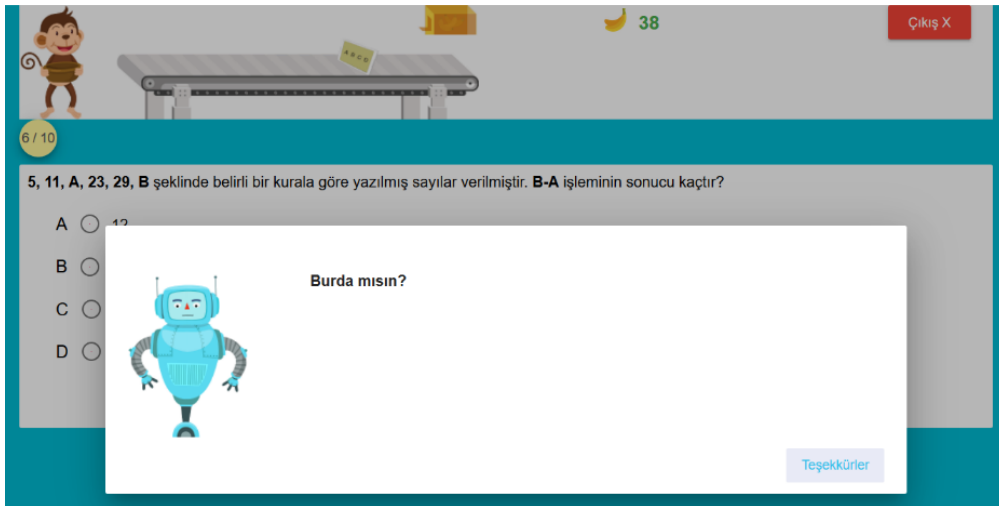 38
Çıkış X
A B C D
6 / 10
5, 11, A, 23, 29, B şeklinde belirli bir kurala göre yazılmış sayılar verilmiştir. B-A işleminin sonucu kaçtır?
A 12
B
C
D
Burda mısın?
Teşekkürler